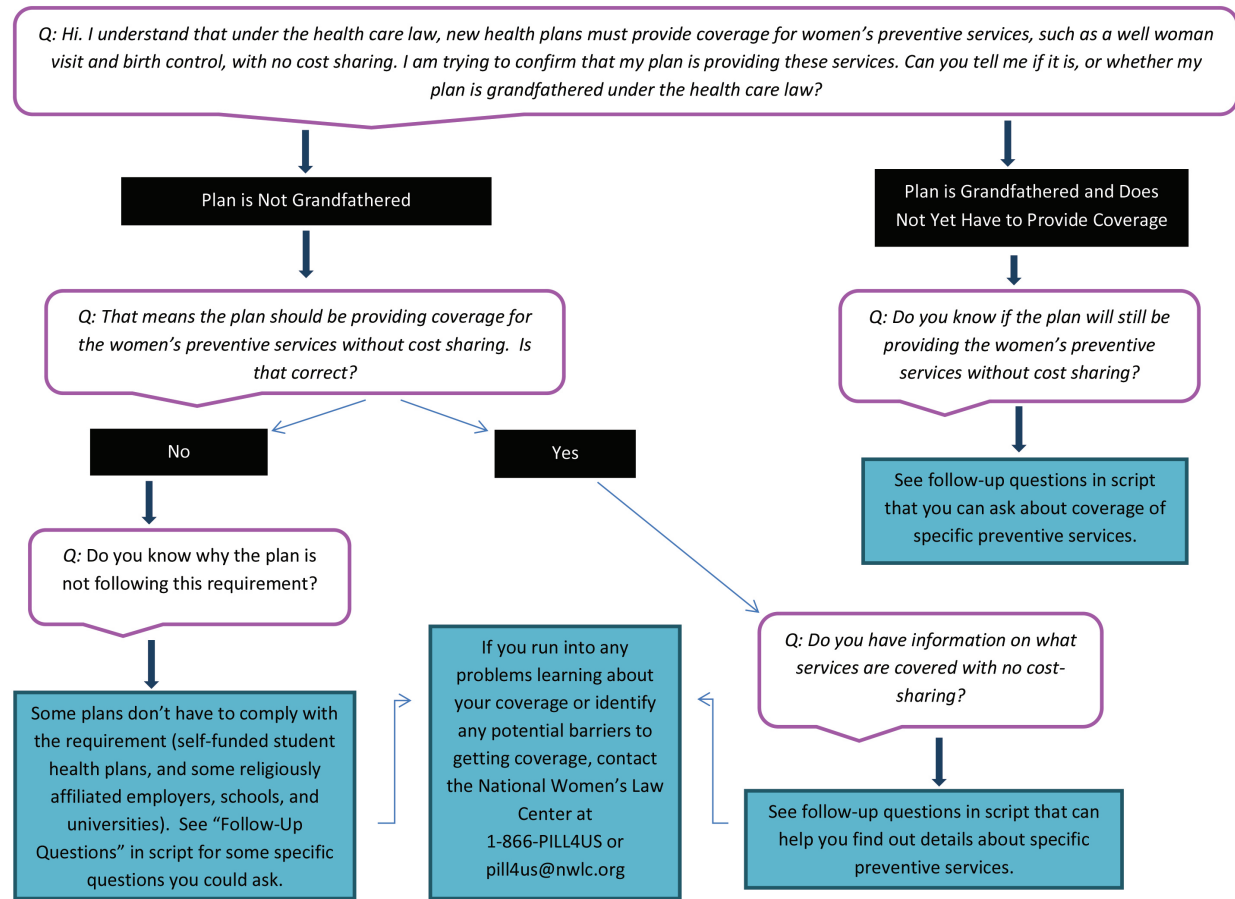 Q: Hi. I understand that under the health care law, new health plans must provide coverage for women’s preventive services, such as a well woman
visit and birth control, with no cost sharing. I am trying to confirm that my plan is providing these services. Can you tell me if it is, or whether my
plan is grandfathered under the health care law?
Plan is Not Grandfathered
Plan is Grandfathered and Does
Not Yet Have to Provide Coverage
Q: That means the plan should be providing coverage for
the women’s preventive services without cost sharing.  Is
that correct?
Q: Do you know if the plan will still be
providing the women’s preventive
services without cost sharing?
No
Yes
See follow-up questions in script
that you can ask about coverage of
specific preventive services.
Q: Do you know why the plan is
not following this requirement?
Q: Do you have information on what
services are covered with no cost-
sharing?
Some plans don’t have to comply with
the requirement (self-funded student
health plans, and some religiously
affiliated employers, schools, and
universities).  See “Follow-Up
Questions” in script for some specific
questions you could ask.
If you run into any
problems learning about
your coverage or identify
any potential barriers to
getting coverage, contact
the National Women’s Law
Center at
1-866-PILL4US or
pill4us@nwlc.org
See follow-up questions in script that can
help you find out details about specific
preventive services.